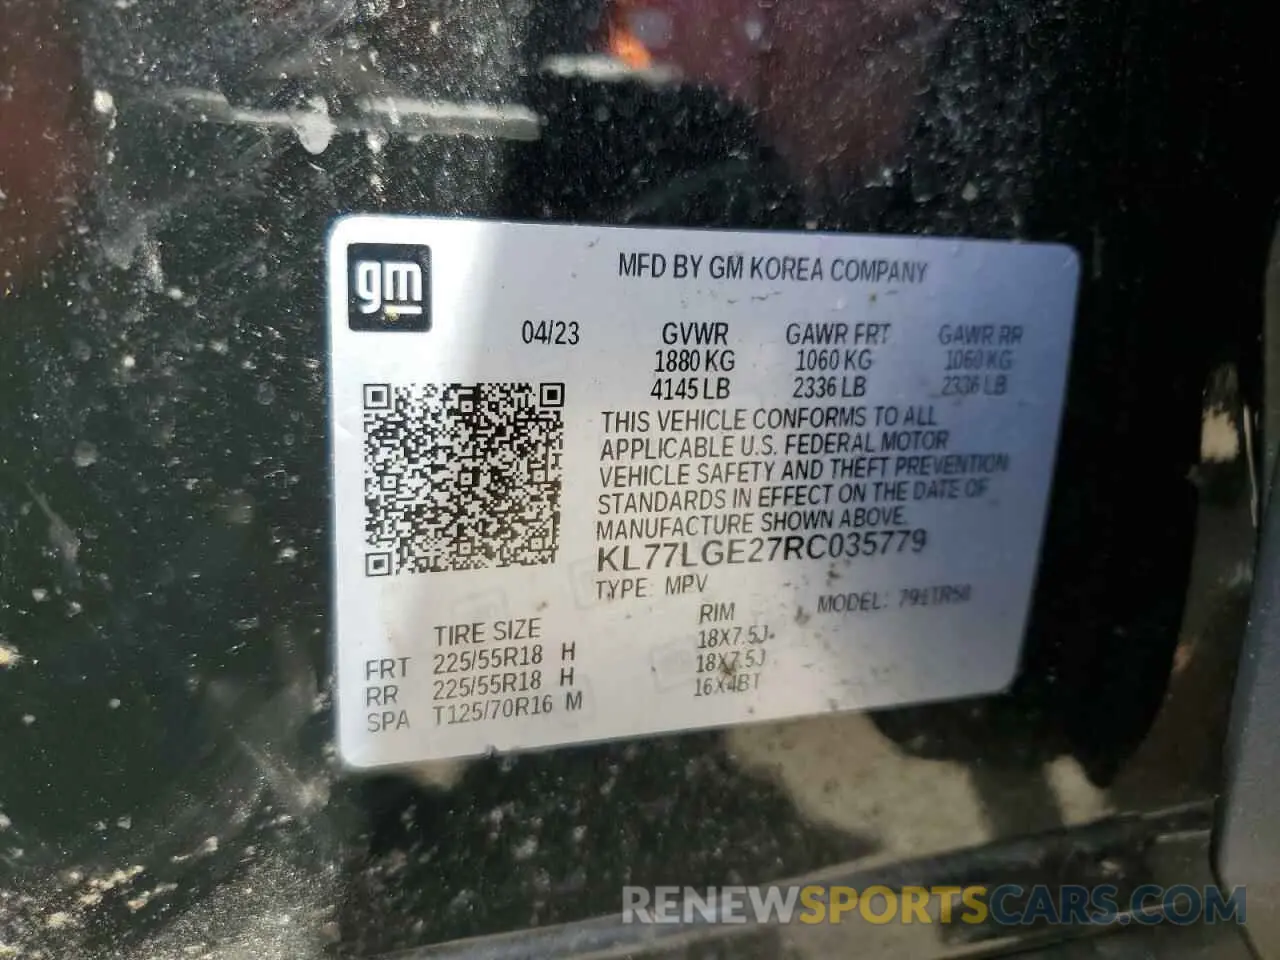 gm
MFD BY GM KOREA COMPANY
04/23 GVWR GAWR FRT GAWR RR
1880 KG 1060 KG 1060 KG
4145 LB 2336 LB 2336 LB
THIS VEHICLE CONFORMS TO ALL
APPLICABLE U.S. FEDERAL MOTOR
VEHICLE SAFETY AND THEFT PREVENTION
STANDARDS IN EFFECT ON THE DATE OF
MANUFACTURE SHOWN ABOVE.
KL77LGE27RC035779
TYPE: MPV MODEL:
TIRE SIZE RIM
FRT 225/55R18 H 18X7.5J
RR 225/55R18 H 18X7.5J
SPA T125/70R16 M 16X4BT
RENEWSPORTSCARS.COM